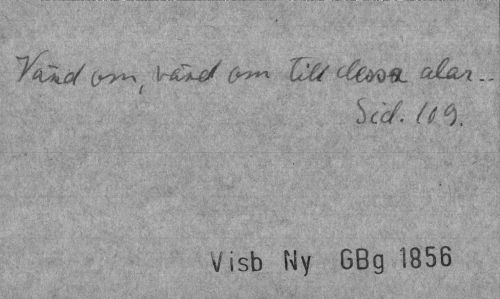 Vänd om, vänd om till dessa alar..
Sid. 109.
Visb Ny GBg 1856